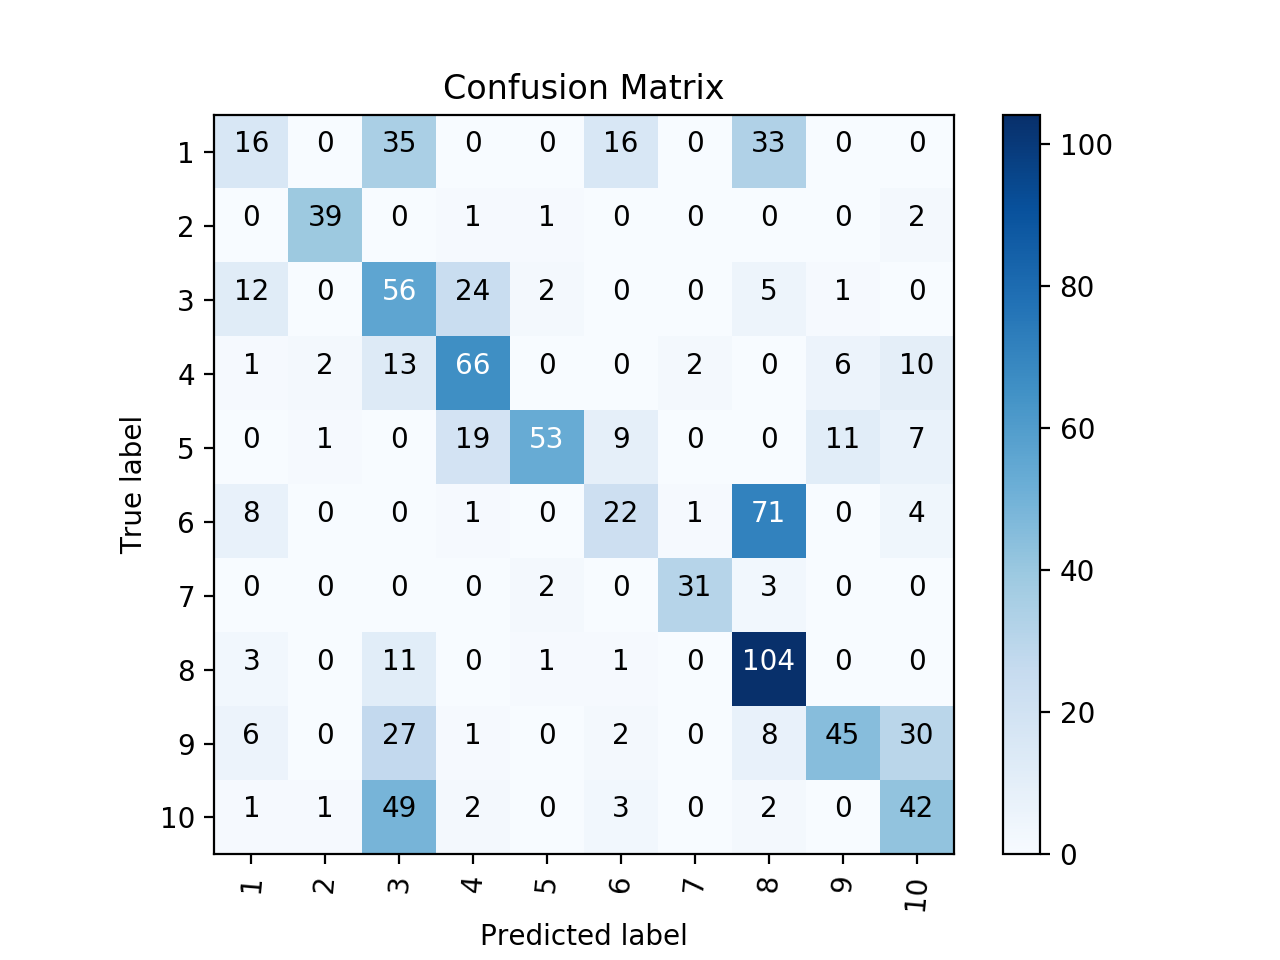 Confusion Matrix
1 16 0 35 0 0 16 0 33 0 0
2 0 39 0 1 1 0 0 0 0 2
3 12 0 56 24 2 0 0 5 1 0
4 1 2 13 66 0 0 2 0 6 10
5 0 1 0 19 53 9 0 0 11 7
6 8 0 0 1 0 22 1 71 0 4
7 0 0 0 0 2 0 31 3 0 0
8 3 0 11 0 1 1 0 104 0 0
9 6 0 27 1 0 2 0 8 45 30
10 1 1 49 2 0 3 0 2 0 42
1 2 3 4 5 6 7 8 9 10
Predicted label
True label
100
80
60
40
20
0